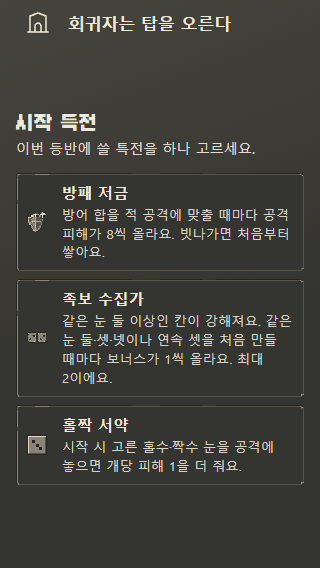 회귀자는 탑을 오른다
시작 특전
이번 등반에 쓸 특전을 하나 고르세요.
방패 저금
방어 합을 적 공격에 맞출 때마다 공격
피해가 8씩 올라요. 빗나가면 처음부터
쌓아요.
족보 수집가
같은 눈 둘 이상인 칸이 강해져요. 같은
눈 둘·셋·넷이나 연속 셋을 처음 만들
때마다 보너스가 1씩 올라요. 최대
2이에요.
홀짝 서약
시작 시 고른 홀수·짝수 눈을 공격에
놓으면 개당 피해 1을 더 줘요.